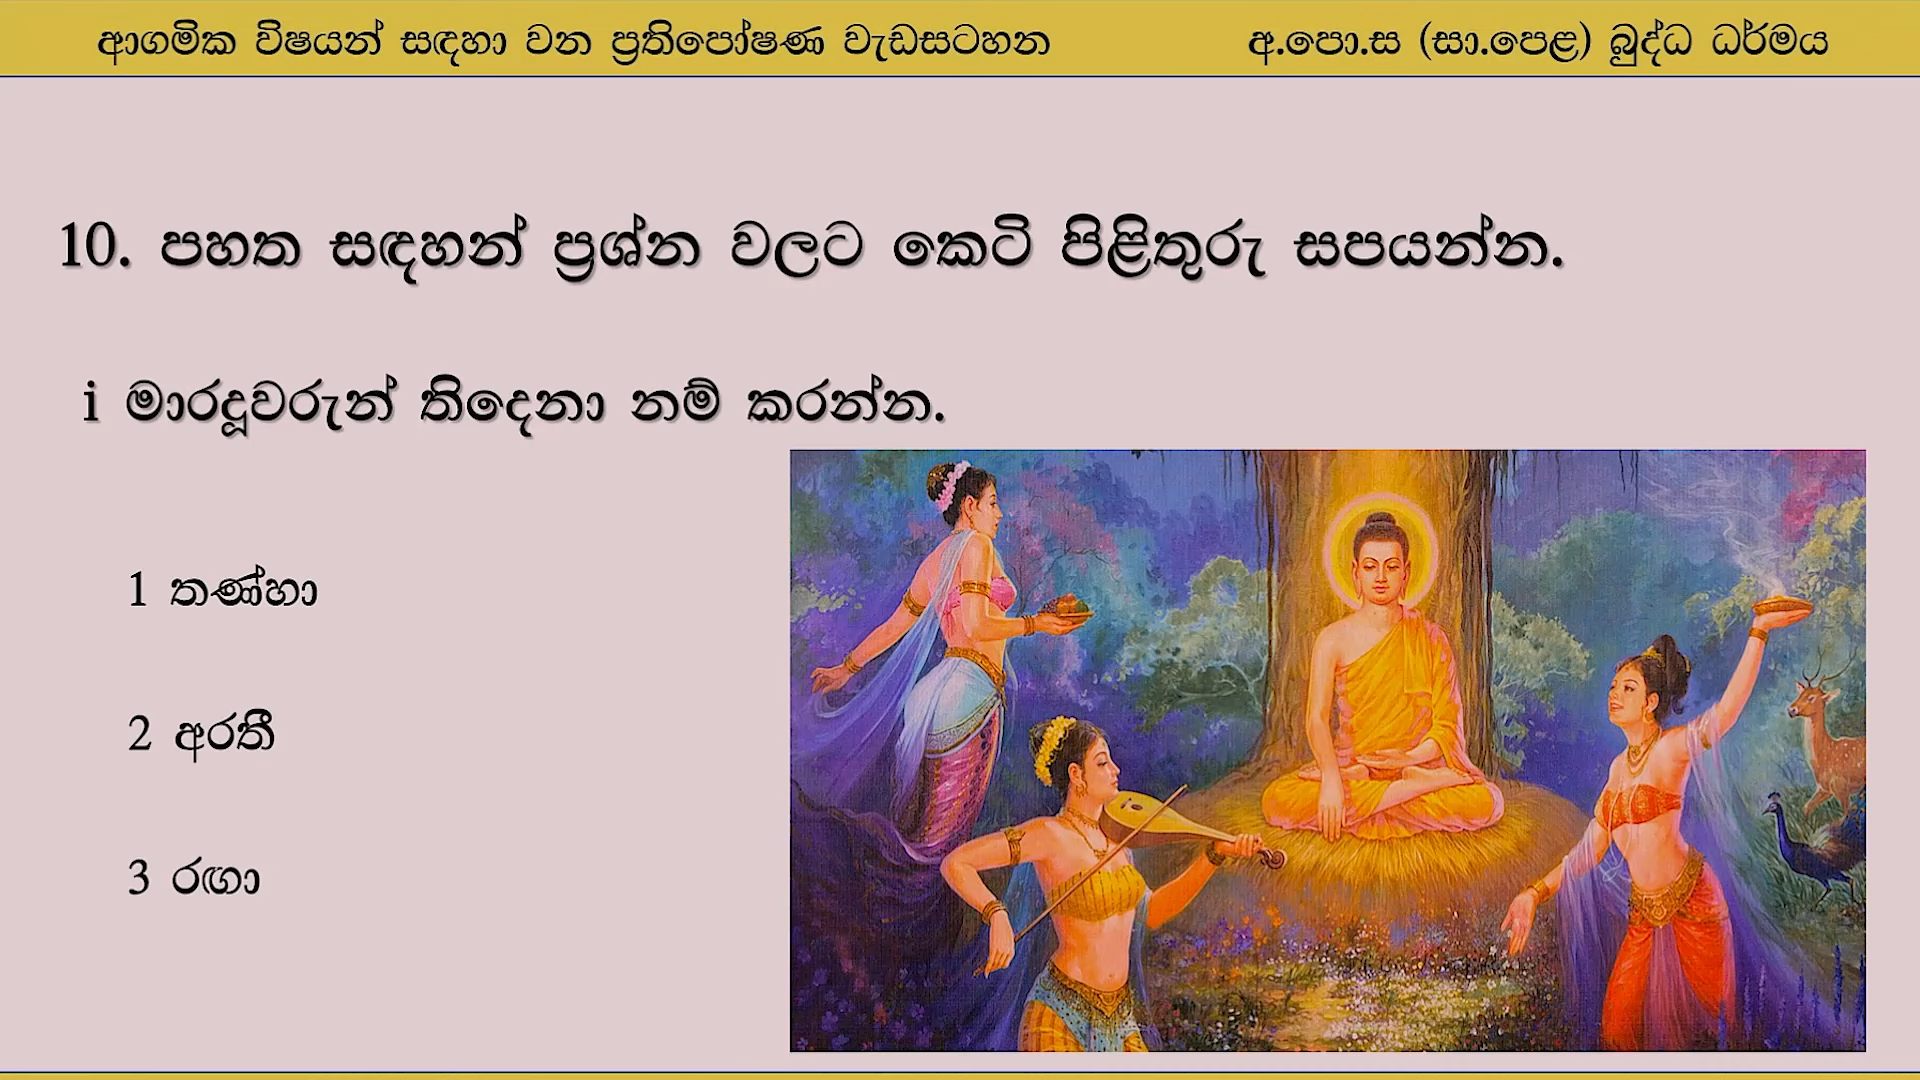 ආගමික විෂයන් සඳහා වන ප්‍රතිපෝෂණ වැඩසටහන
අ.පො.ස (සා.පෙළ) බුද්ධ ධර්මය
10. පහත සඳහන් ප්‍රශ්න වලට කෙටි පිළිතුරු සපයන්න.
i මාරදූවරුන් තිදෙනා නම් කරන්න.
1 තණ්හා
2 අරතී
3 රඟා